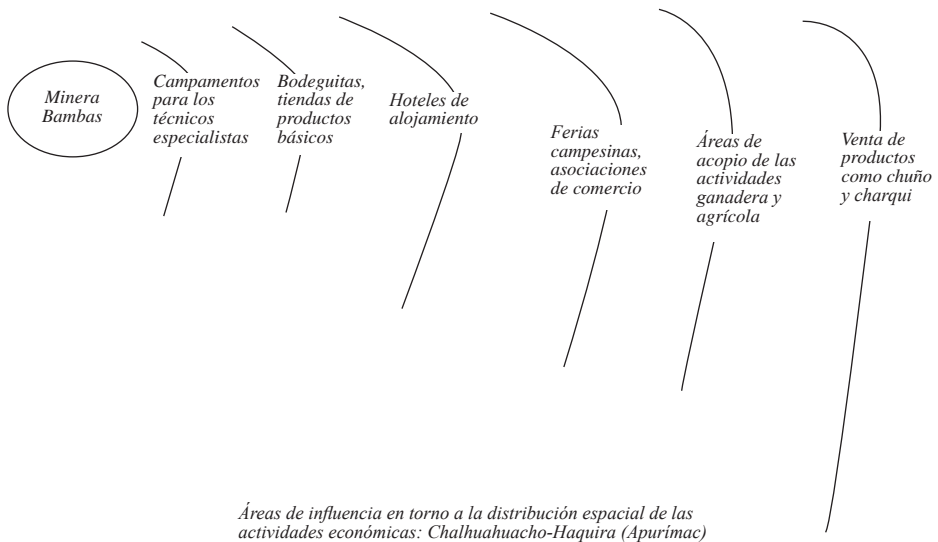 Minera
Bambas
Campamentos
para los
técnicos
especialistas
Bodeguitas,
tiendas de
productos
básicos
Hoteles de
alojamiento
Ferias
campesinas,
asociaciones
de comercio
Áreas de
acopio de las
actividades
ganadera y
agrícola
Venta de
productos
como chuño
y charqui
Áreas de influencia en torno a la distribución espacial de las
actividades económicas: Chalhuahuacho-Haquira (Apurímac)